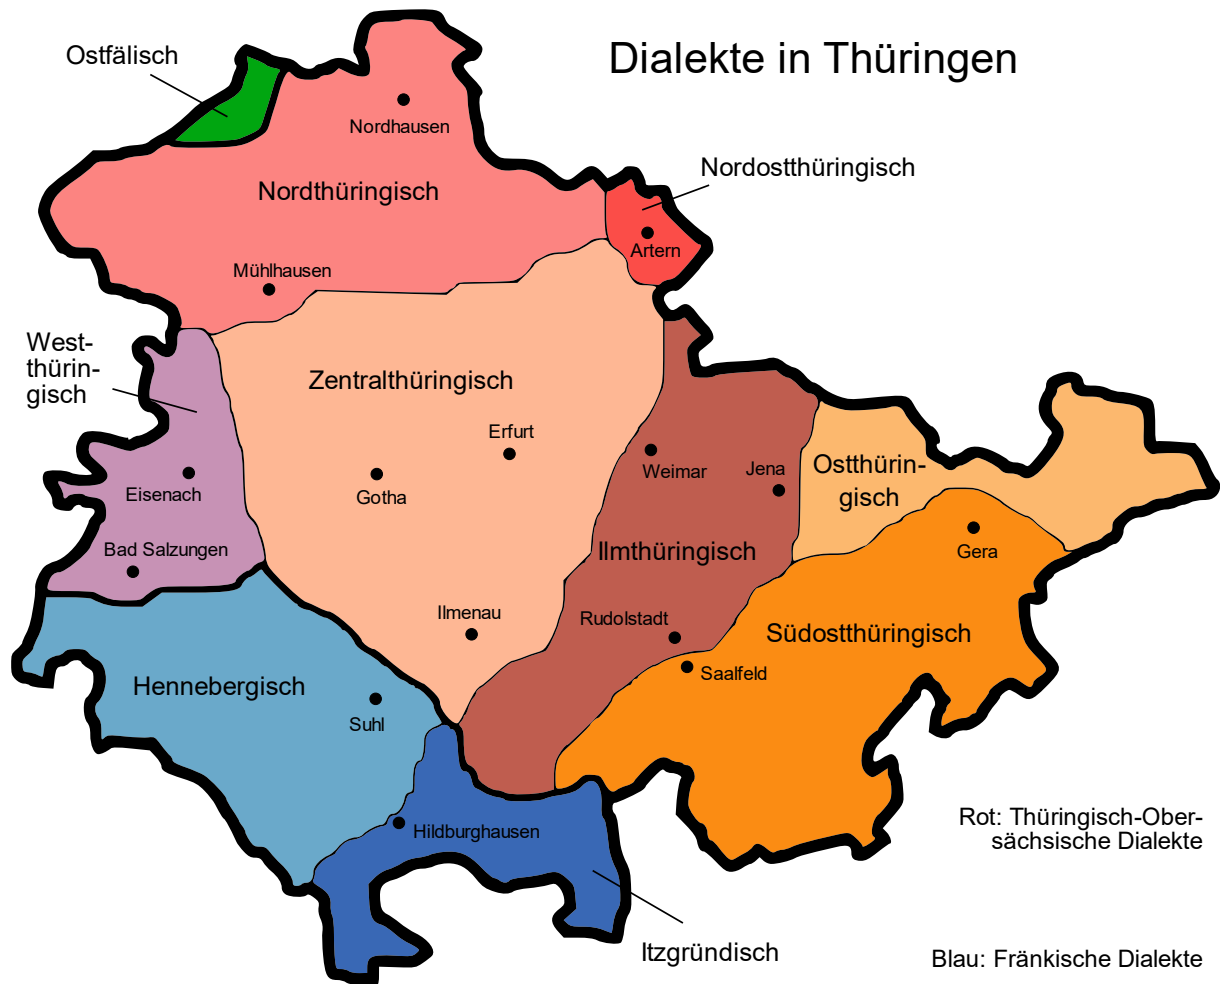 Dialekte in Thüringen
Ostfälisch
Nordhausen
Nordostthüringisch
Nordthüringisch
Artern
Mühlhausen
West-
thürin-
gisch
Zentralthüringisch
Erfurt
Weimar
Jena
Ostthürin-
gisch
Eisenach
Gotha
Bad Salzungen
Ilmthüringisch
Gera
Ilmenau
Rudolstadt
Südostthüringisch
Saalfeld
Hennebergisch
Suhl
Hildburghausen
Rot: Thüringisch-Ober-
sächsische Dialekte
Itzgründisch
Blau: Fränkische Dialekte